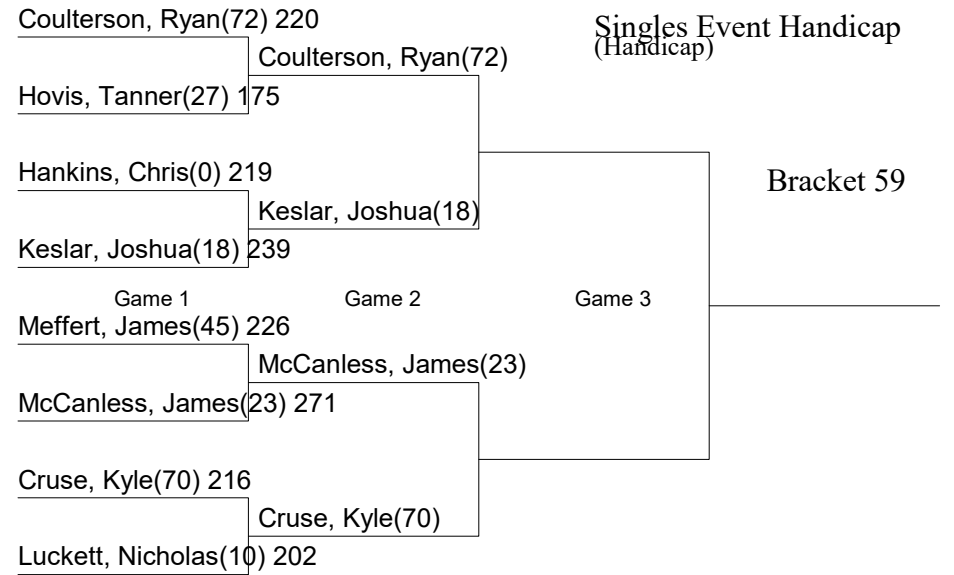 Coulterson, Ryan(72) 220
Singles Event Handicap
(Handicap)
Coulterson, Ryan(72)
Hovis, Tanner(27) 175
Hankins, Chris(0) 219
Bracket 59
Keslar, Joshua(18)
Keslar, Joshua(18) 239
Game 1
Game 2
Game 3
Meffert, James(45) 226
McCanless, James(23)
McCanless, James(23) 271
Cruse, Kyle(70) 216
Cruse, Kyle(70)
Luckett, Nicholas(10) 202